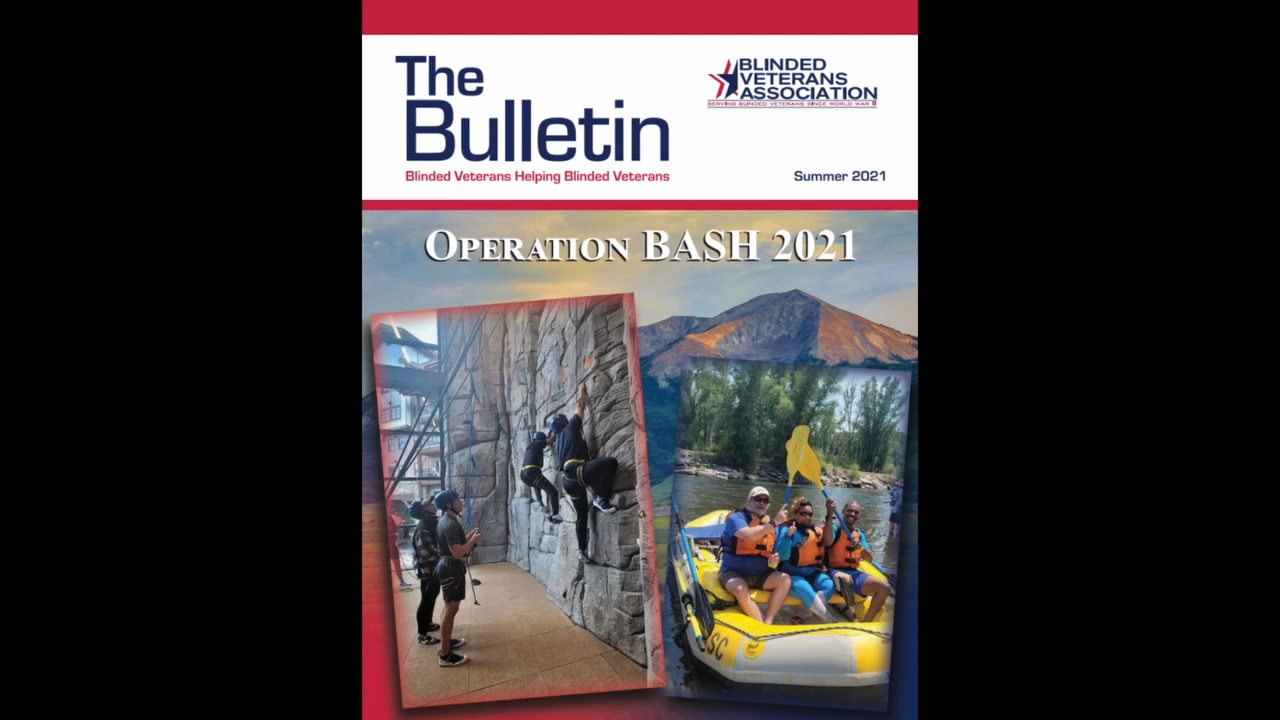 The
Bulletin
Blinded Veterans Helping Blinded Veterans
BLINDED
VETERANS
ASSOCIATION
SERVING BLINDED VETERANS SINCE WORLD WAR II
Summer 2021
OPERATION BASH 2021
SC